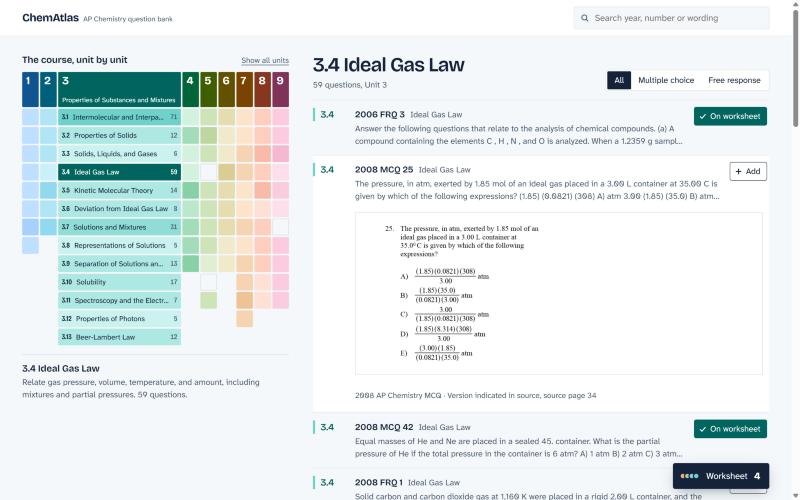 ChemAtlas AP Chemistry question bank
Search year, number or wording
The course, unit by unit
Show all units
1 2 3 4 5 6 7 8 9
Properties of Substances and Mixtures
3.1 Intermolecular and Interpa... 71
3.2 Properties of Solids 12
3.3 Solids, Liquids, and Gases 6
3.4 Ideal Gas Law 59
3.5 Kinetic Molecular Theory 14
3.6 Deviation from Ideal Gas Law 8
3.7 Solutions and Mixtures 31
3.8 Representations of Solutions 5
3.9 Separation of Solutions an... 13
3.10 Solubility 17
3.11 Spectroscopy and the Electr... 7
3.12 Properties of Photons 5
3.13 Beer-Lambert Law 12
3.4 Ideal Gas Law
Relate gas pressure, volume, temperature, and amount, including
mixtures and partial pressures. 59 questions.
3.4 Ideal Gas Law
59 questions, Unit 3
All Multiple choice Free response
3.4 2006 FRQ 3 Ideal Gas Law
On worksheet
Answer the following questions that relate to the analysis of chemical compounds. (a) A
compound containing the elements C , H , N , and O is analyzed. When a 1.2359 g sampl...
3.4 2008 MCQ 25 Ideal Gas Law
+ Add
The pressure, in atm, exerted by 1.85 mol of an ideal gas placed in a 3.00 L container at 35.00 C is
given by which of the following expressions? (1.85) (0.0821) (308) A) atm 3.00 (1.85) (35.0) B) atm...
25. The pressure, in atm, exerted by 1.85 mol of an
ideal gas placed in a 3.00 L container at
35.0⁰C is given by which of the following
expressions?
A) (1.85)(0.0821)(308) / 3.00 atm
B) (1.85)(35.0) / (0.0821)(3.00) atm
C) 3.00 / (1.85)(0.0821)(308) atm
D) (1.85)(8.314)(308) / 3.00 atm
E) (3.00)(1.85) / (0.0821)(35.0) atm
2008 AP Chemistry MCQ · Version indicated in source, source page 34
3.4 2008 MCQ 42 Ideal Gas Law
On worksheet
Equal masses of He and Ne are placed in a sealed 45. container. What is the partial
pressure of He if the total pressure in the container is 6 atm? A) 1 atm B) 2 atm C) 3 atm...
3.4 2008 FRQ 1 Ideal Gas Law
Solid carbon and carbon dioxide gas at 1,160 K were placed in a rigid 2.00 L container, and the
Worksheet 4